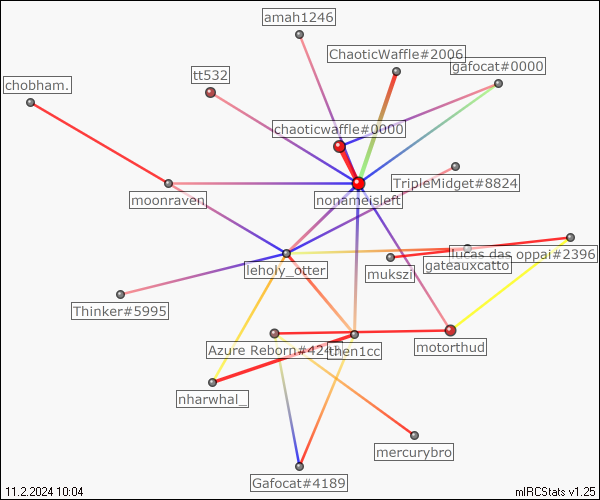 amah1246
ChaoticWaffle#2006
gafocat#0000
tt532
chobham.
chaoticwaffle#0000
TripleMidget#8824
moonraven
nonameisleft
lucas das oppai#2396
gateauxcatto
leholy_otter
mukszi
Thinker#5995
Azure Reborn
then1cc
motorthud
nharwhal_
mercurybro
Gafocat#4189
11.2.2024 10:04
mIRCStats v1.25